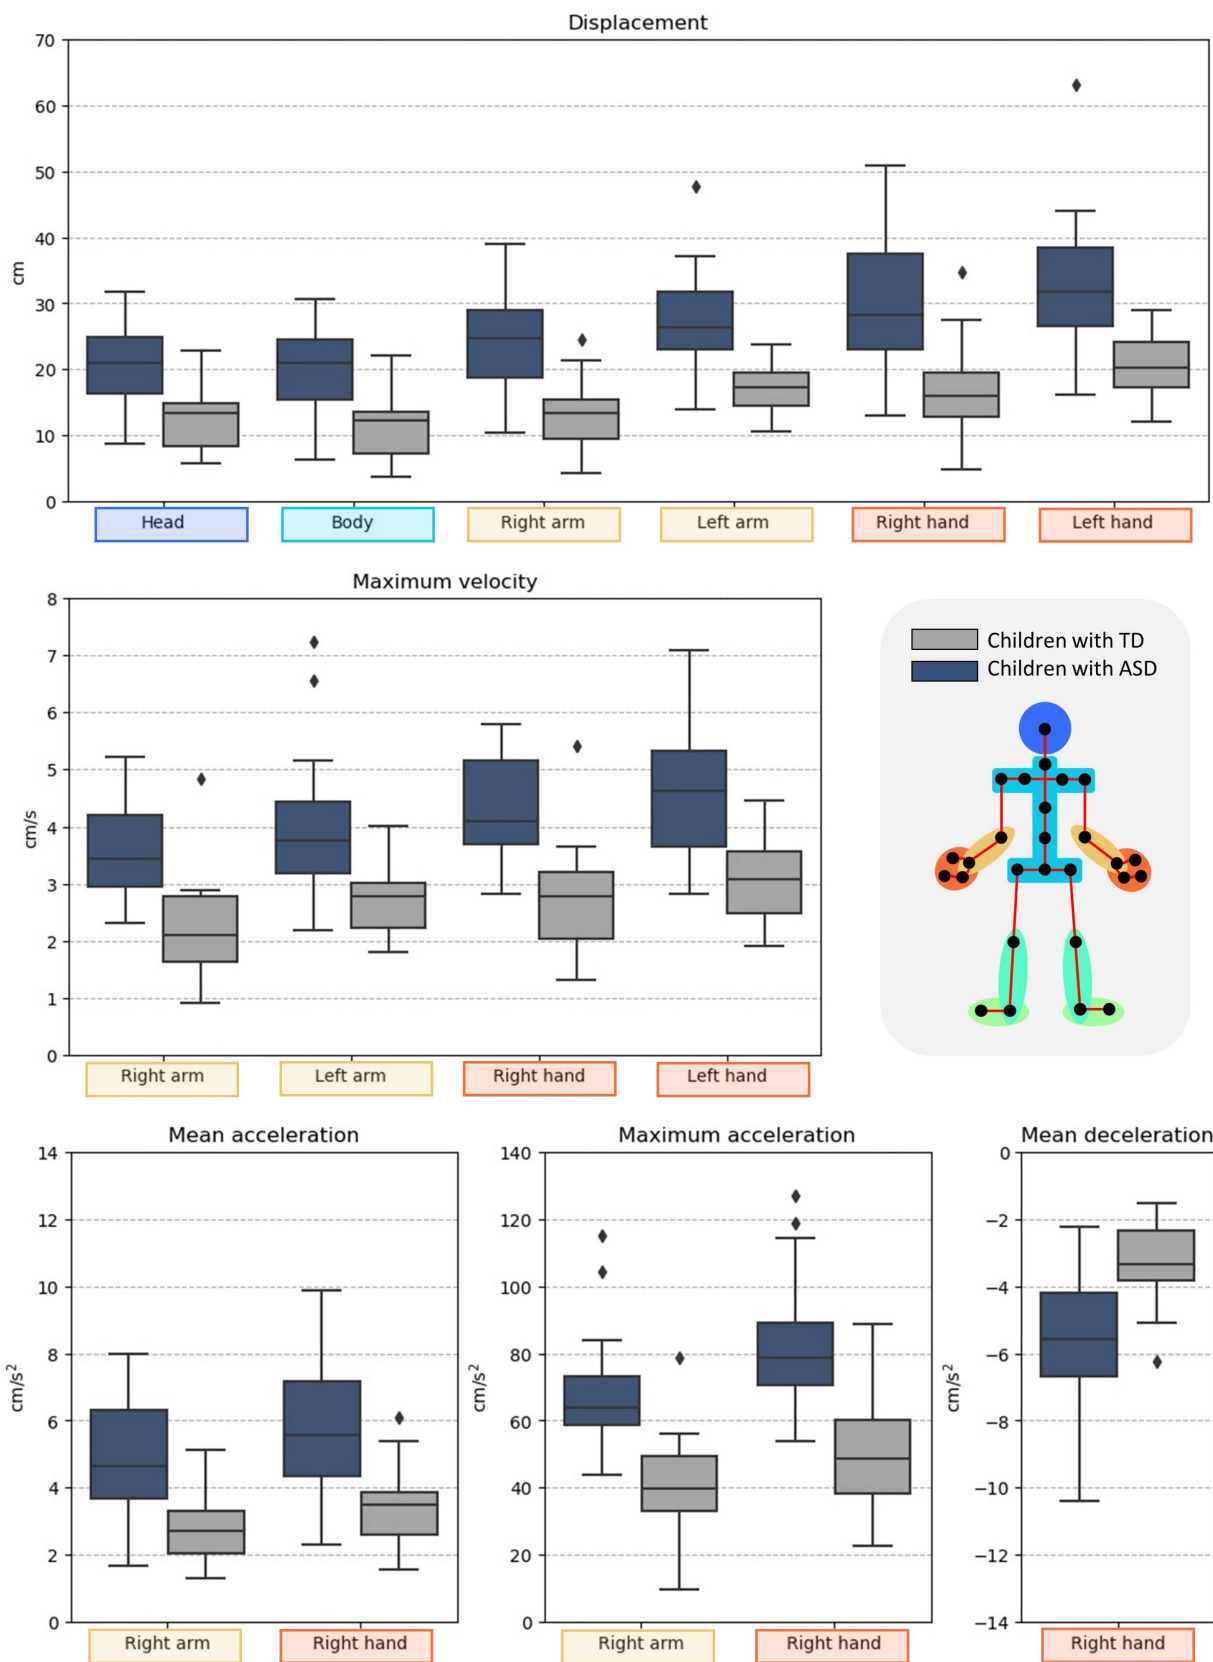 Displacement
70
60
50
40
30
20
10
0
cm
Head Body Right arm Left arm Right hand Left hand
Maximum velocity
8
7
6
5
4
3
2
1
0
cm/s
Right arm Left arm Right hand Left hand
Children with TD
Children with ASD
Mean acceleration
14
12
10
8
6
4
2
0
cm/s²
Right arm Right hand
Maximum acceleration
140
120
100
80
60
40
20
0
cm/s²
Right arm Right hand
Mean deceleration
0
−2
−4
−6
−8
−10
−12
−14
cm/s²
Right hand